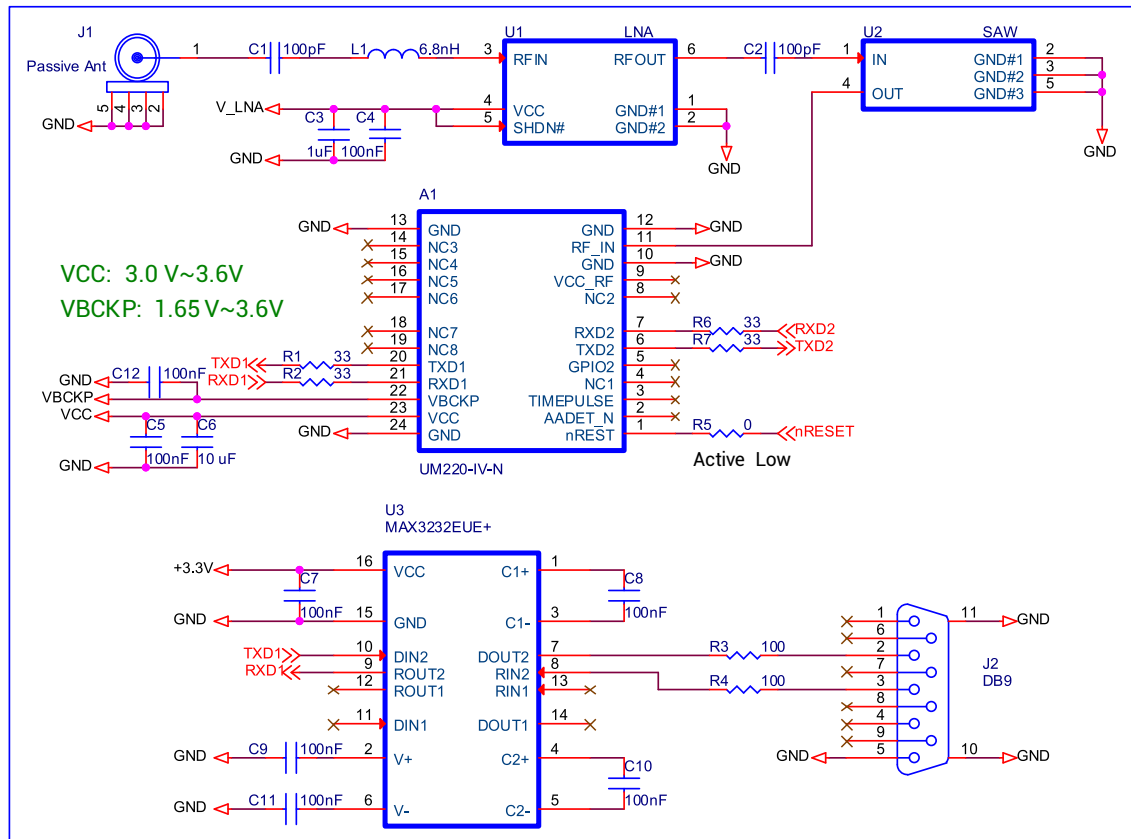 J1
Passive Ant
1
5 4 3 2
GND
C1 100pF
L1 6.8nH
U1 LNA
3 RFIN RFOUT 6
V_LNA
4 VCC GND#1 1
5 SHDN# GND#2 2
C3 C4
1uF 100nF
GND
GND
C2 100pF
U2 SAW
1 IN GND#1 2
GND#2 3
4 OUT GND#3 5
GND
A1
GND 13 GND GND 12 GND
14 NC3 RF_IN 11
15 NC4 GND 10 GND
16 NC5 VCC_RF 9
17 NC6 NC2 8
18 NC7 RXD2 7 R6 33 RXD2
19 NC8 TXD2 6 R7 33 TXD2
TXD1 R1 33 20 TXD1 GPIO2 5
RXD1 R2 33 21 RXD1 NC1 4
VBCKP 22 VBCKP TIMEPULSE 3
VCC 23 VCC AADET_N 2
GND 24 GND nREST 1 R5 0 nRESET
UM220-IV-N
Active Low
VCC: 3.0 V~3.6V
VBCKP: 1.65 V~3.6V
GND C12 100nF
C5 C6
100nF 10 uF
GND
U3
MAX3232EUE+
+3.3V 16 VCC C1+ 1
C7 C8
100nF 100nF
GND 15 GND C1- 3
TXD1 10 DIN2 DOUT2 7 R3 100
RXD1 9 ROUT2 RIN2 8 R4 100
12 ROUT1 RIN1 13
11 DIN1 DOUT1 14
GND C9 100nF 2 V+ C2+ 4
C10
100nF
GND C11 100nF 6 V- C2- 5
1
6
2
7
3
8
4
9
GND 5
11 GND
J2
DB9
10 GND